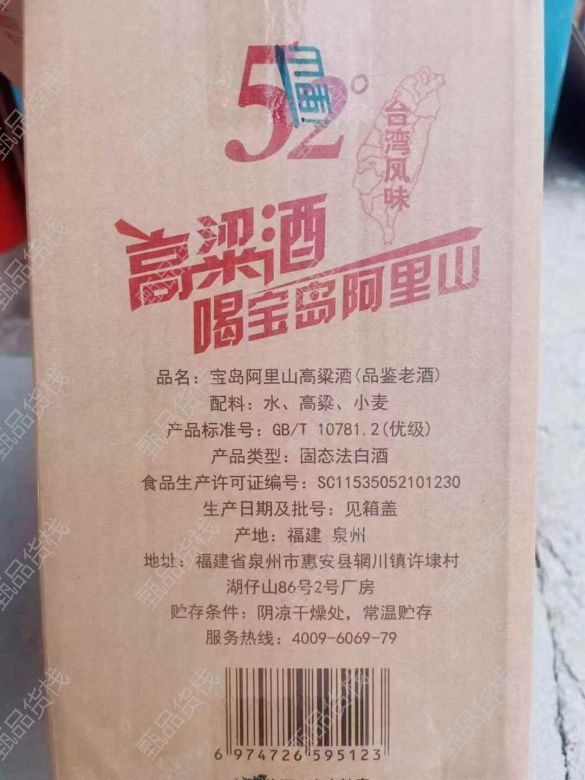 52°
台湾风味
高粱酒
喝宝岛阿里山
品名：宝岛阿里山高粱酒(品鉴老酒)
配料：水、高粱、小麦
产品标准号：GB/T 10781.2(优级)
产品类型：固态法白酒
食品生产许可证编号：SC11535052101230
生产日期及批号：见箱盖
产地：福建 泉州
地址：福建省泉州市惠安县辋川镇许埭村
湖仔山86号2号厂房
贮存条件：阴凉干燥处，常温贮存
服务热线：4009-6069-79
6 974726 595123
甄品货栈